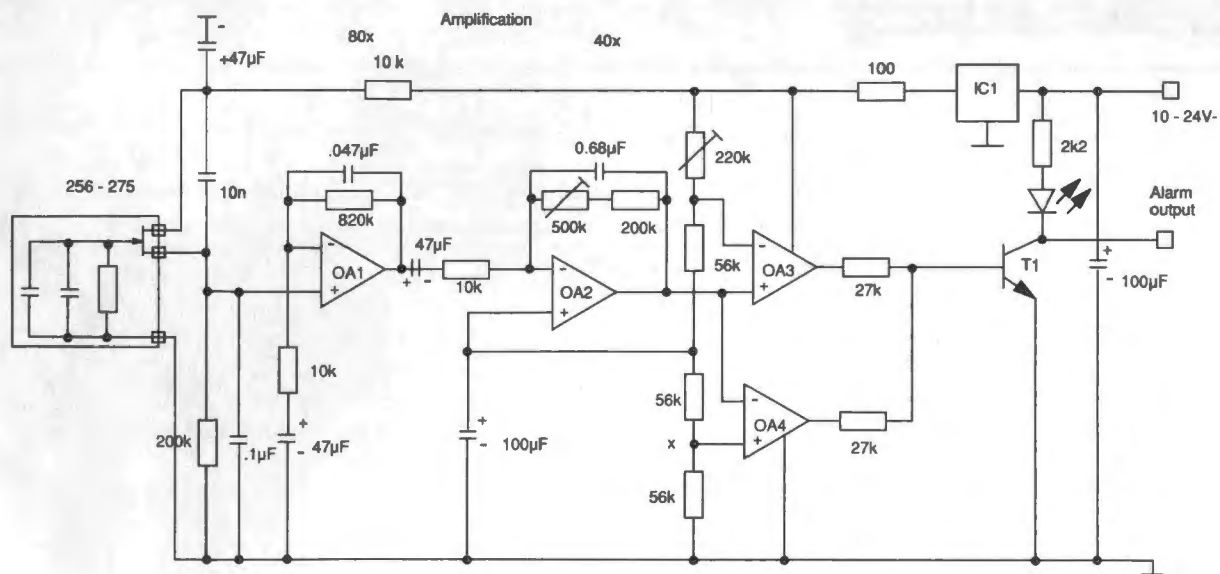 Amplification
-
+47µF
80x
40x
10 k
100
IC1
10 - 24V-
2k2
.047µF
0.68µF
220k
256 - 275
10n
820k
500k
200k
Alarm
output
47µF
-
OA1
+
+
-
10k
-
OA2
+
56k
-
OA3
+
27k
T1
+
-
100µF
10k
56k
-
OA4
+
27k
200k
.1µF
+
-
47µF
+
-
100µF
x
56k